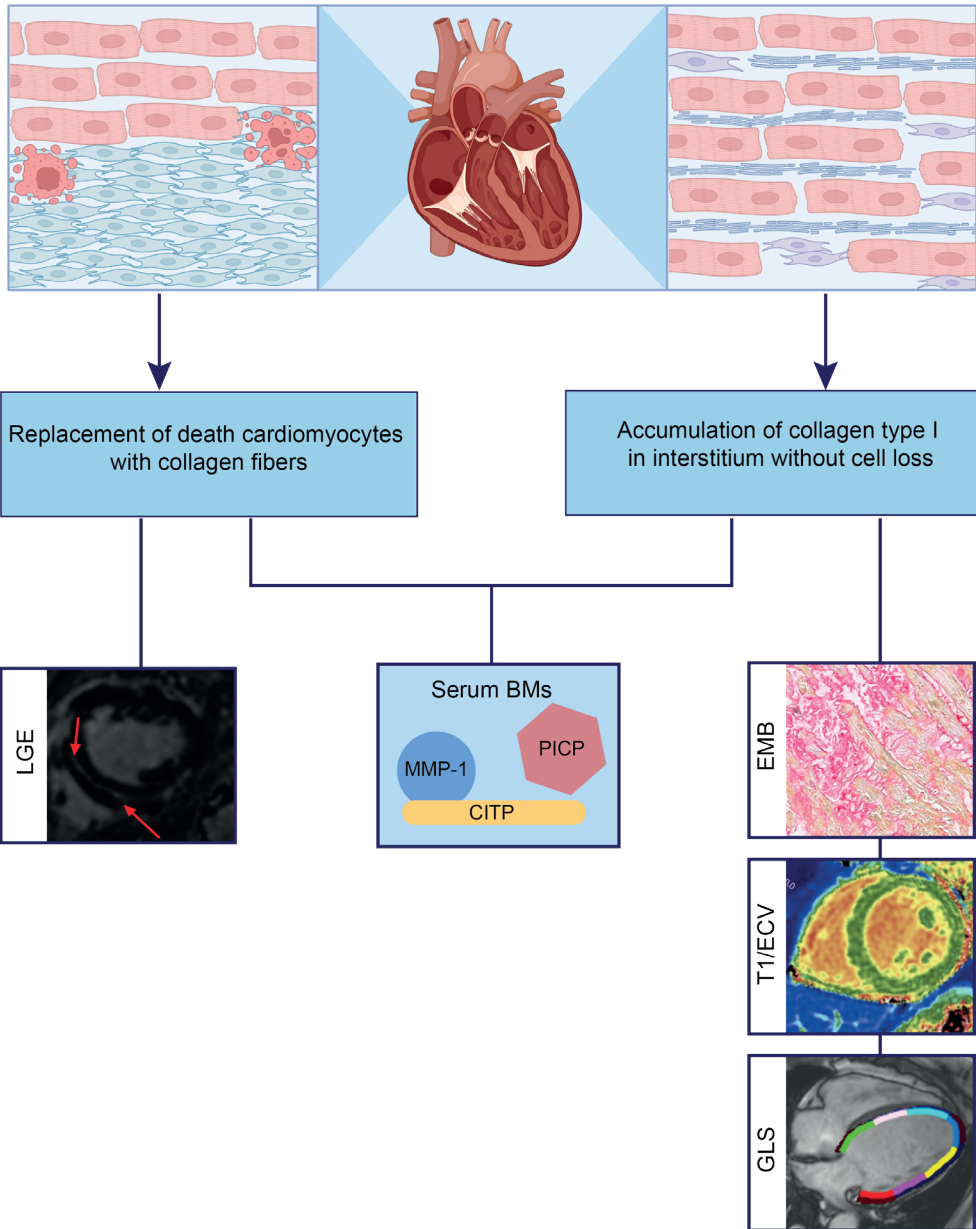 Replacement of death cardiomyocytes
with collagen fibers
Accumulation of collagen type I
in interstitium without cell loss
LGE
Serum BMs
MMP-1
PICP
CITP
EMB
T1/ECV
GLS